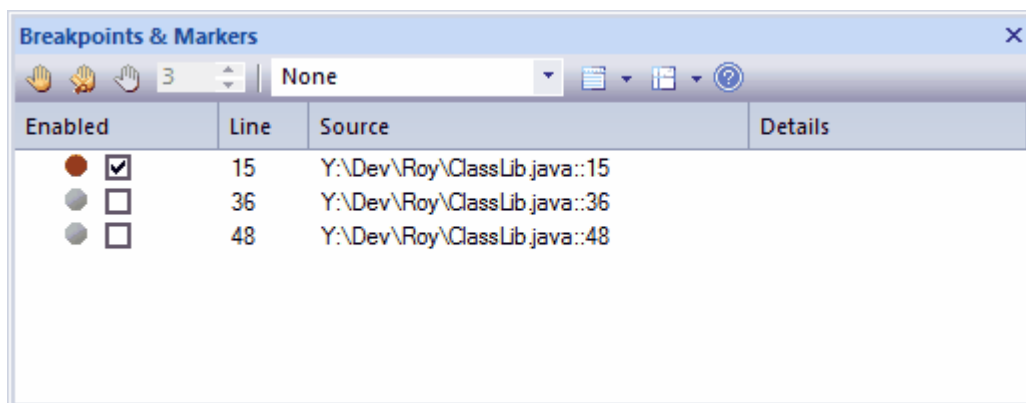 Breakpoints & Markers
3 None
Enabled Line Source Details
15 Y:\Dev\Roy\ClassLib.java::15
36 Y:\Dev\Roy\ClassLib.java::36
48 Y:\Dev\Roy\ClassLib.java::48